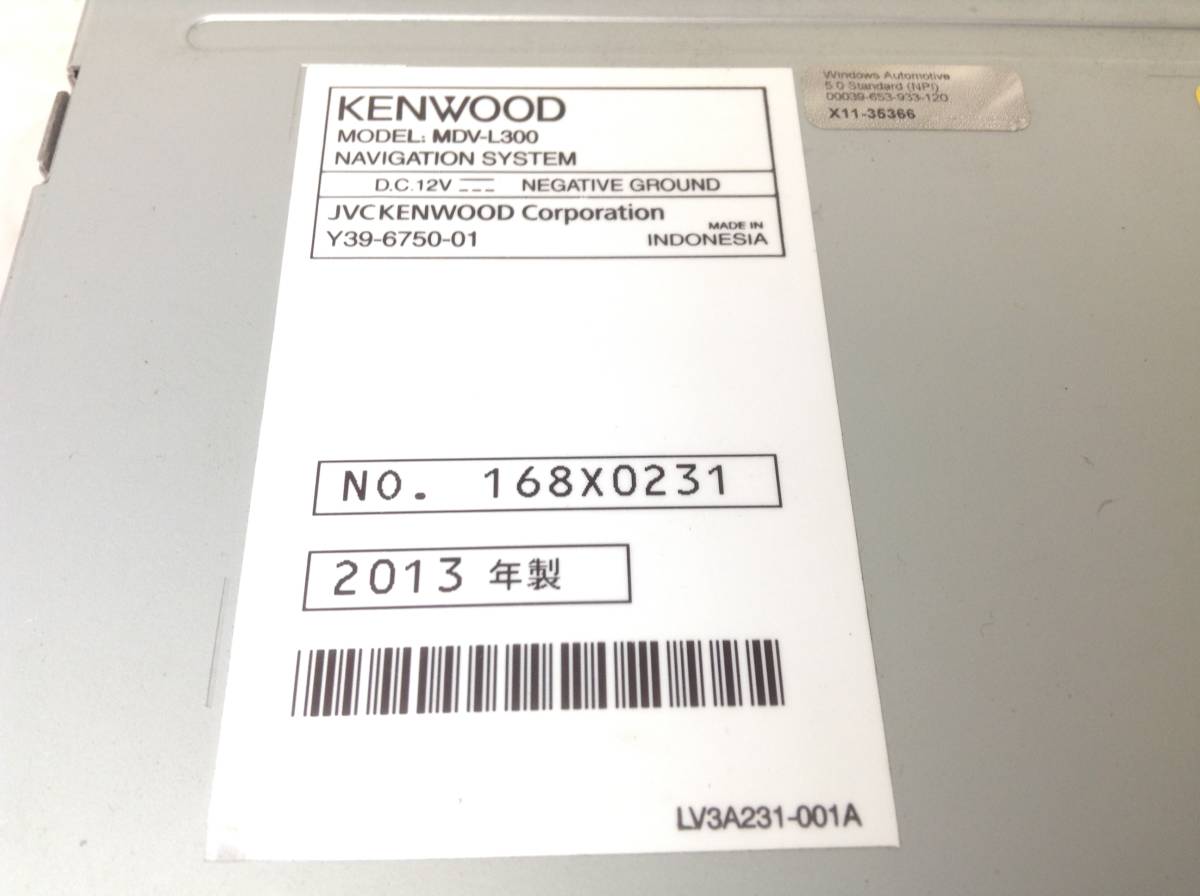 KENWOOD
MODEL: MDV-L300
NAVIGATION SYSTEM
D.C.12V NEGATIVE GROUND
JVCKENWOOD Corporation
Y39-6750-01
MADE IN
INDONESIA
NO. 168X0231
2013 年製
LV3A231-001A
Windows Automotive
5.0 Standard (NPI)
00039-653-933-120
X11-35366